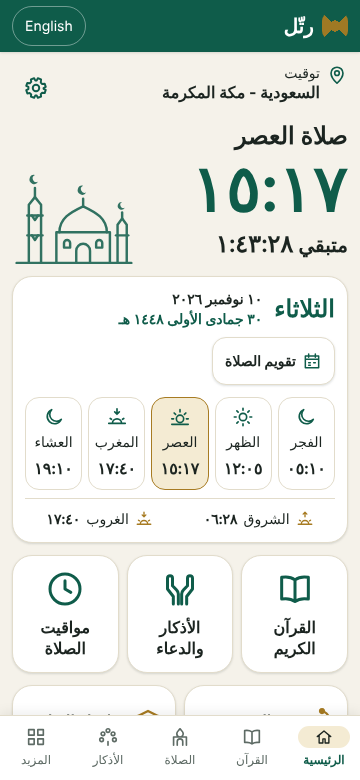 رتّل
English
توقيت
السعودية - مكة المكرمة
صلاة العصر
١٥:١٧
متبقي ١:٤٣:٢٨
الثلاثاء
١٠ نوفمبر ٢٠٢٦
٣٠ جمادى الأولى ١٤٤٨ هـ
تقويم الصلاة
الفجر
٠٥:١٠
الظهر
١٢:٠٥
العصر
١٥:١٧
المغرب
١٧:٤٠
العشاء
١٩:١٠
الشروق ٠٦:٢٨
الغروب ١٧:٤٠
القرآن
الكريم
الأذكار
والدعاء
مواقيت
الصلاة
الرئيسية
القرآن
الصلاة
الأذكار
المزيد